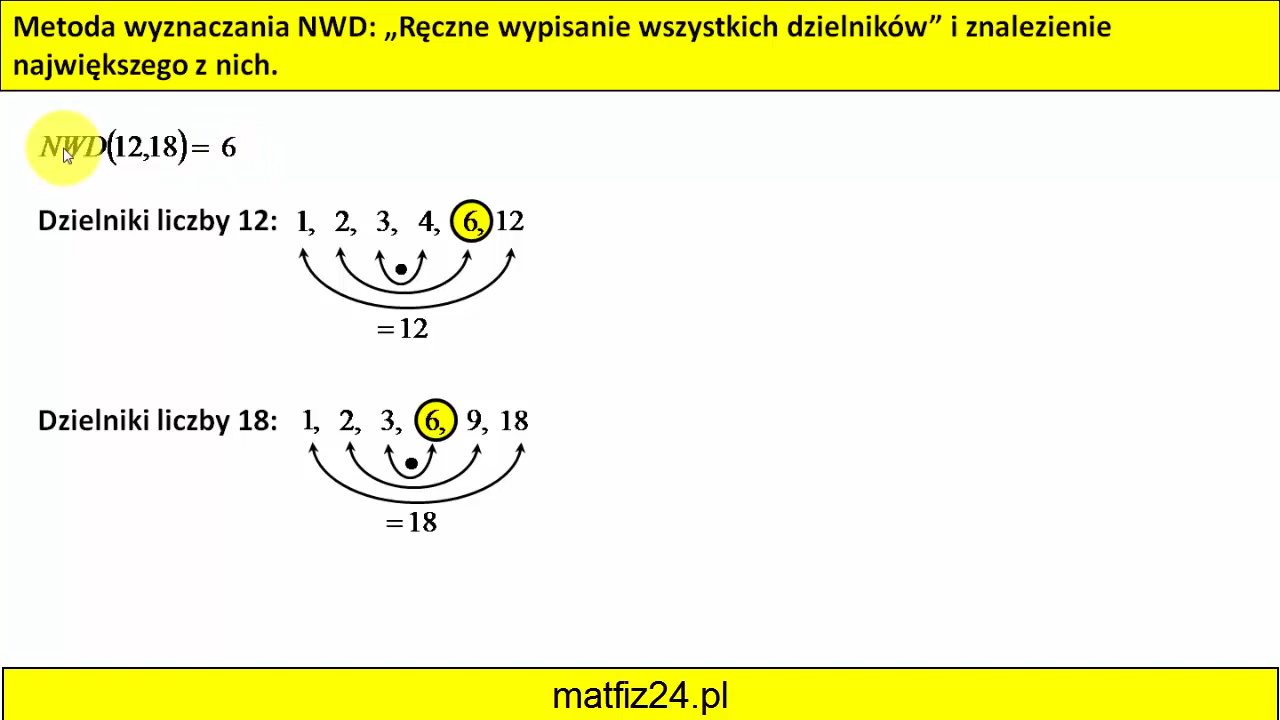 Metoda wyznaczania NWD: „Ręczne wypisanie wszystkich dzielników” i znalezienie
największego z nich.
NWD(12,18)= 6
Dzielniki liczby 12: 1, 2, 3, 4, 6, 12
=12
Dzielniki liczby 18: 1, 2, 3, 6, 9, 18
=18
matfiz24.pl